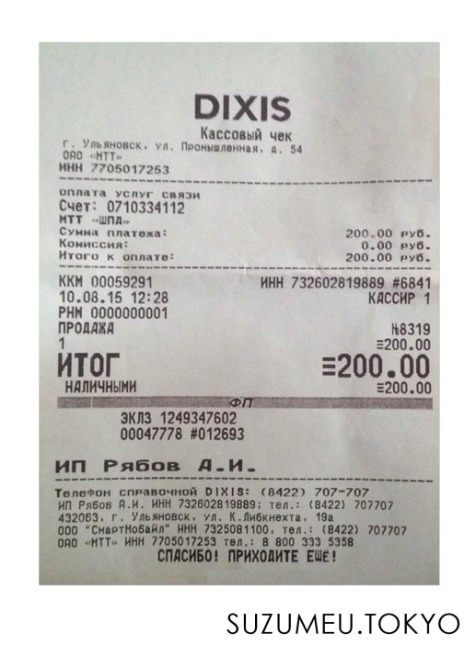 DIXIS
Кассовый чек
г. Ульяновск, ул. Промышленная, д. 54
ОАО «МТТ»
ИНН 7705017253
оплата услуг связи
Счет: 0710334112
МТТ «ШПД»
Сумма платежа: 200.00 руб.
Комиссия: 0.00 руб.
Итого к оплате: 200.00 руб.
ККМ 00059291 ИНН 732602819889 #6841
10.08.15 12:28 КАССИР 1
РНМ 0000000001
ПРОДАЖА №8319
1 ≡200.00
ИТОГ ≡200.00
НАЛИЧНЫМИ ≡200.00
ФП
ЭКЛЗ 1249347602
00047778 #012693
ИП Рябов А.И.
Телефон справочной DIXIS: (8422) 707-707
ИП Рябов А.И. ИНН 732602819889; тел.: (8422) 707707
432063, г. Ульяновск, ул. К.Либкнехта, 19а
ООО "СмартМобайл" ИНН 7325081100, тел.: (8422) 707707
ОАО «МТТ» ИНН 7705017253 тел.: 8 800 333 5358
СПАСИБО! ПРИХОДИТЕ ЕЩЕ!
SUZUMEU.TOKYO